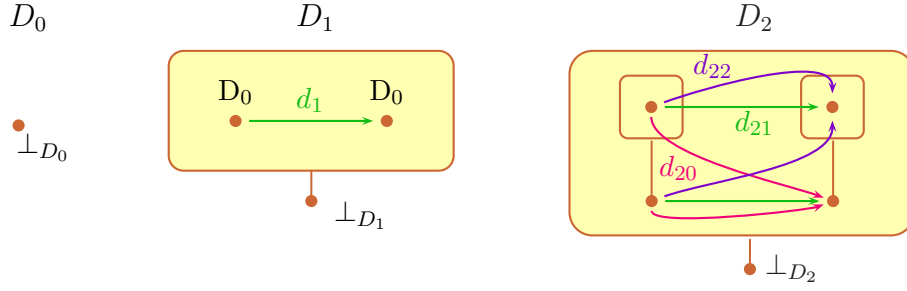 D₀ D₁ D₂
d₂₂
D₀ d₁ D₀
d₂₁
⊥_{D₀}
d₂₀
⊥_{D₁}
⊥_{D₂}